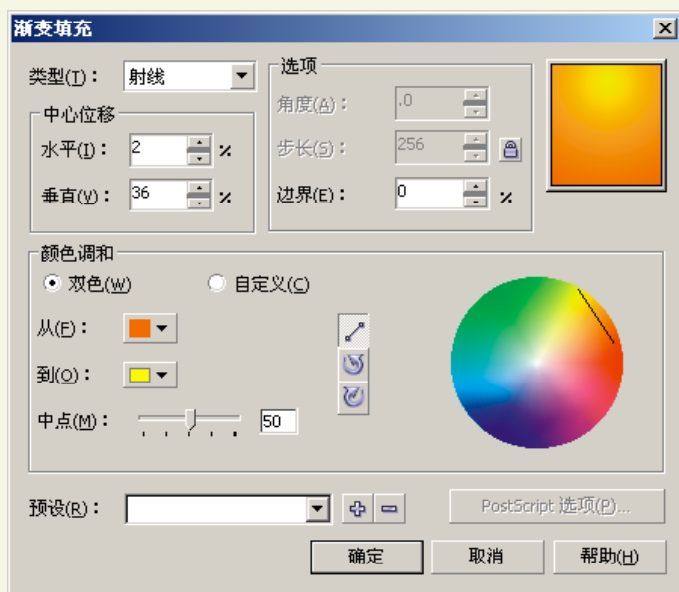 渐变填充
类型(T)： 射线
中心位移
水平(I)： 2 %
垂直(V)： 36 %
选项
角度(A)： .0
步长(S)： 256
边界(E)： 0 %
颜色调和
双色(W) 自定义(C)
从(F)：
到(O)：
中点(M)： 50
预设(R)：
PostScript 选项(P)...
确定 取消 帮助(H)